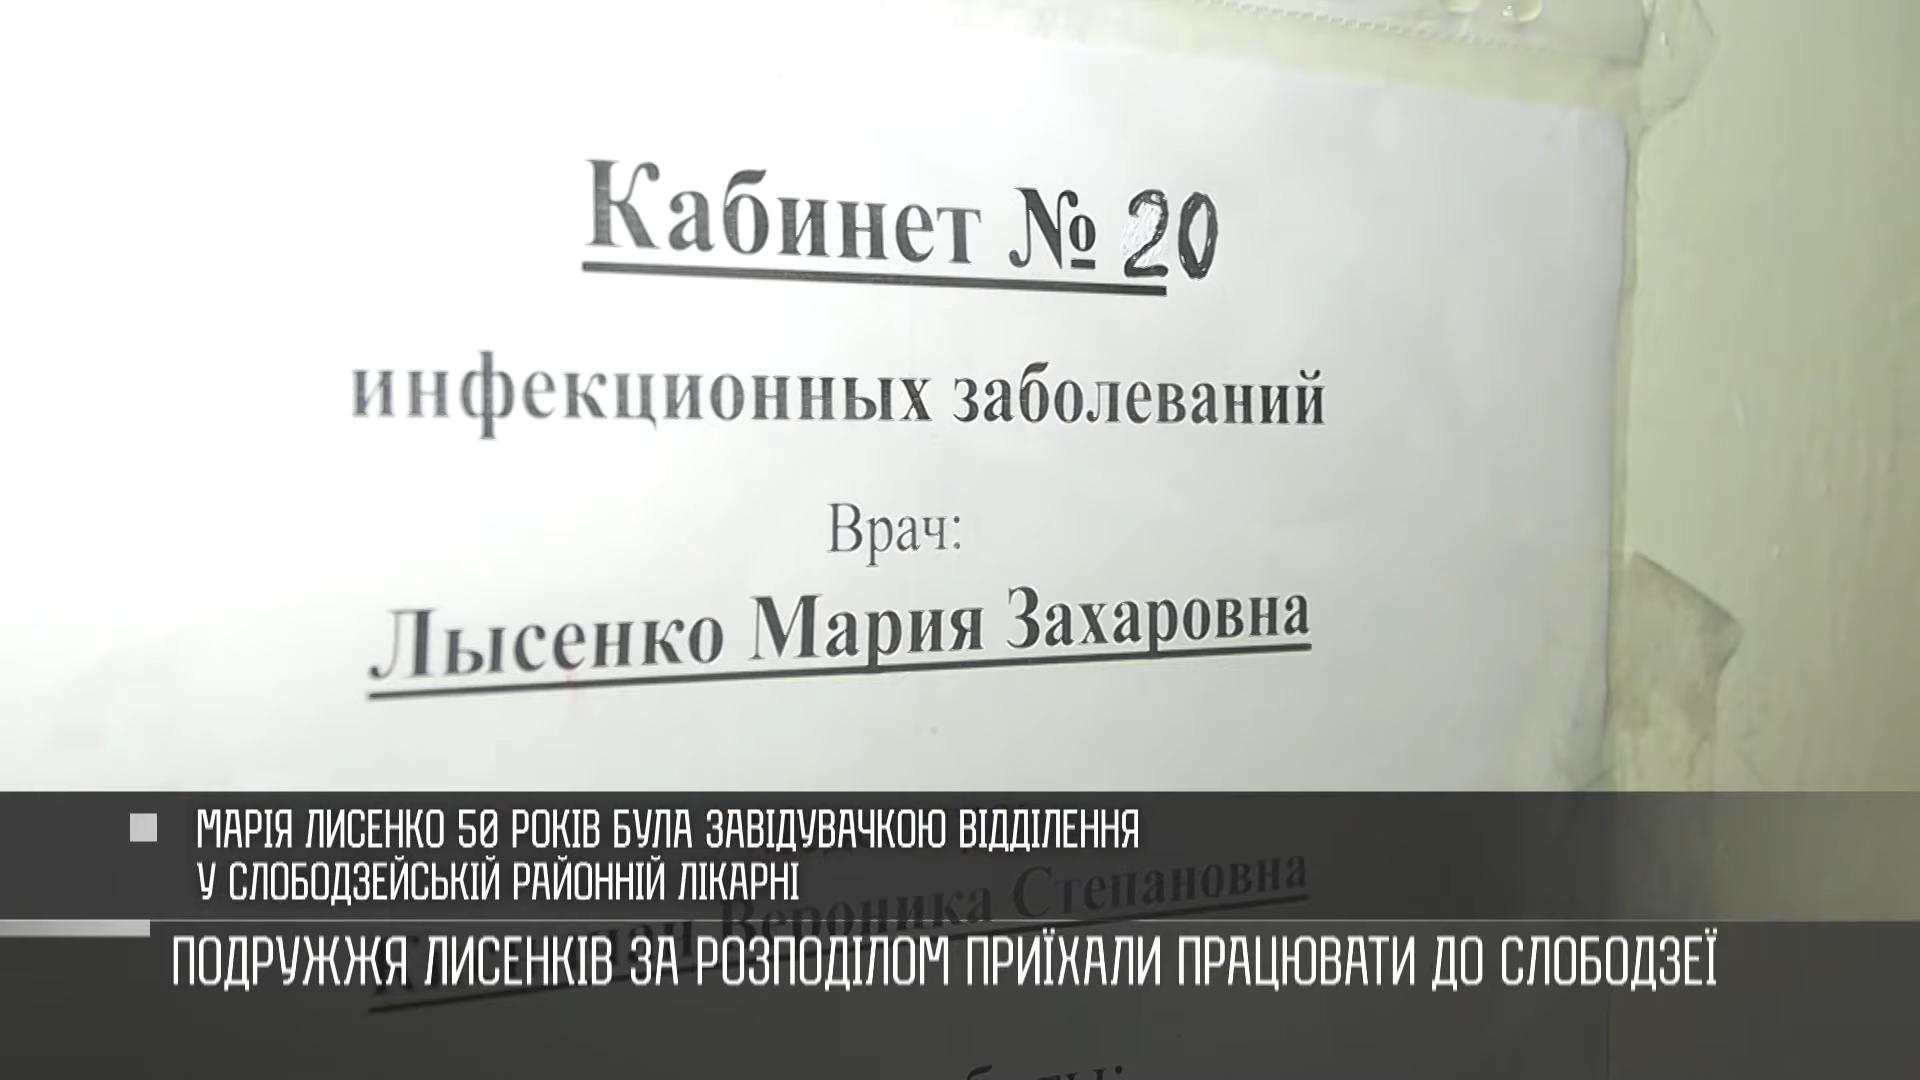 Кабинет № 20
инфекционных заболеваний
Врач:
Лысенко Мария Захаровна
МАРІЯ ЛИСЕНКО 50 РОКІВ БУЛА ЗАВІДУВАЧКОЮ ВІДДІЛЕННЯ
У СЛОБОДЗЕЙСЬКІЙ РАЙОННІЙ ЛІКАРНІ
Вероника Степановна
ПОДРУЖЖЯ ЛИСЕНКІВ ЗА РОЗПОДІЛОМ ПРИЇХАЛИ ПРАЦЮВАТИ ДО СЛОБОДЗЕЇ